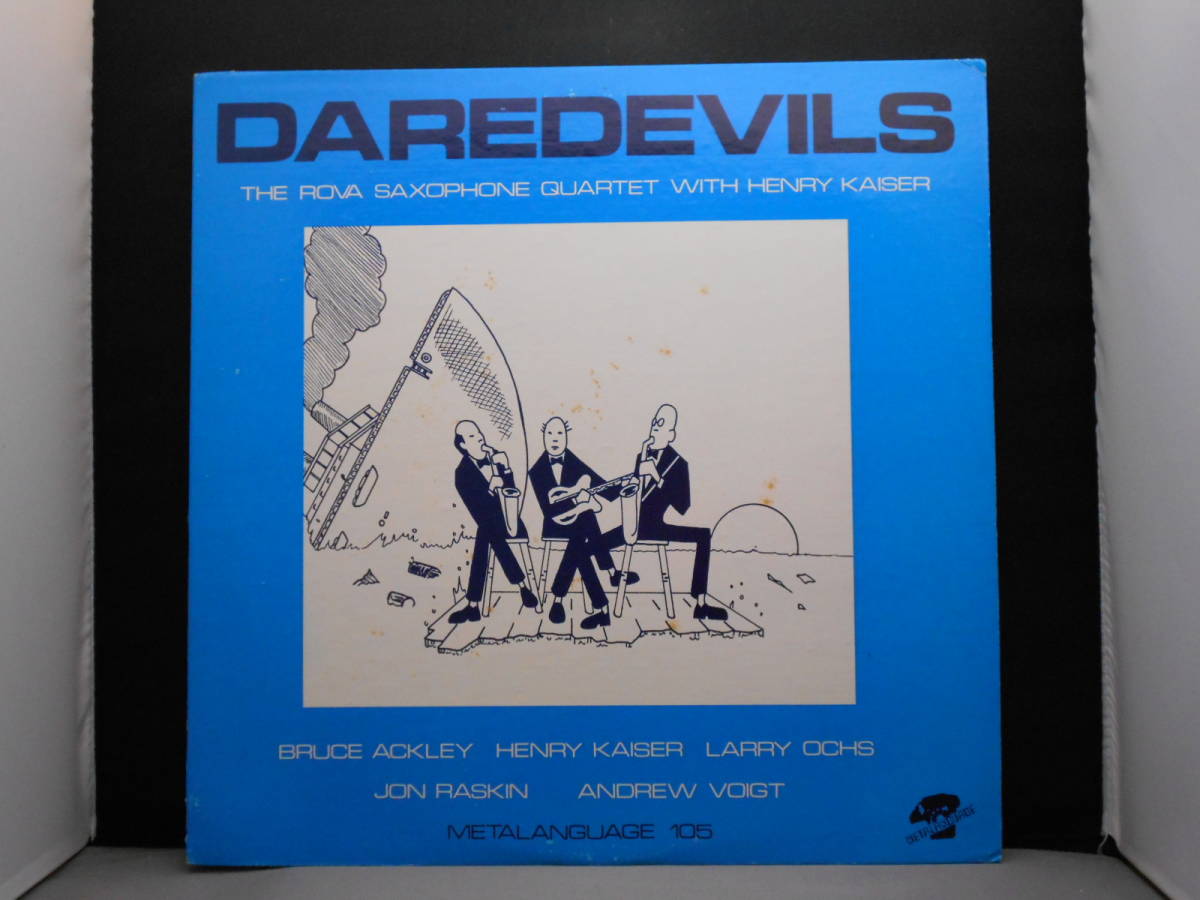 DAREDEVILS
THE ROVA SAXOPHONE QUARTET WITH HENRY KAISER
BRUCE ACKLEY HENRY KAISER LARRY OCHS
JON RASKIN ANDREW VOIGT
METALANGUAGE 105
METALANGUAGE